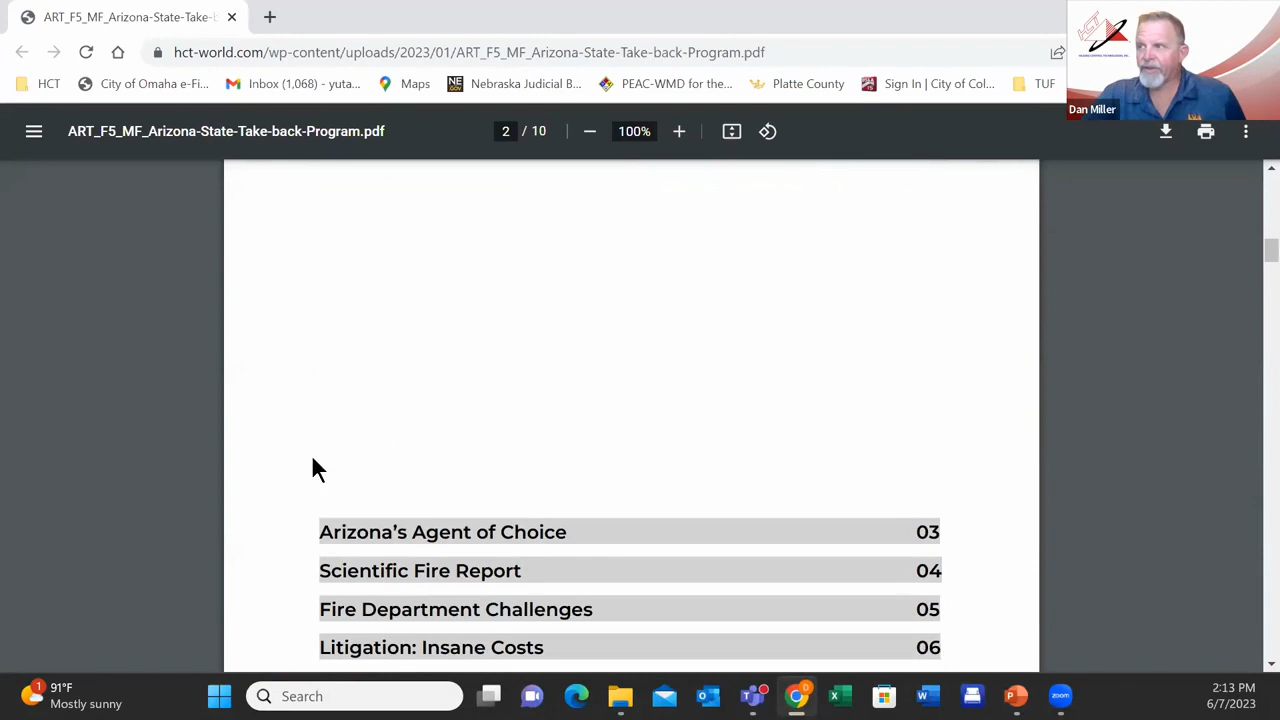 ART_F5_MF_Arizona-State-Take-b
hct-world.com/wp-content/uploads/2023/01/ART_F5_MF_Arizona-State-Take-back-Program.pdf
HCT
City of Omaha e-Fi...
Inbox (1,068) - yuta...
Maps
Nebraska Judicial B...
PEAC-WMD for the...
Platte County
Sign In | City of Col...
TUF
Dan Miller
ART_F5_MF_Arizona-State-Take-back-Program.pdf
2 / 10
100%
Arizona's Agent of Choice 03
Scientific Fire Report 04
Fire Department Challenges 05
Litigation: Insane Costs 06
1
91°F
Mostly sunny
Search
zoom
2:13 PM
6/7/2023